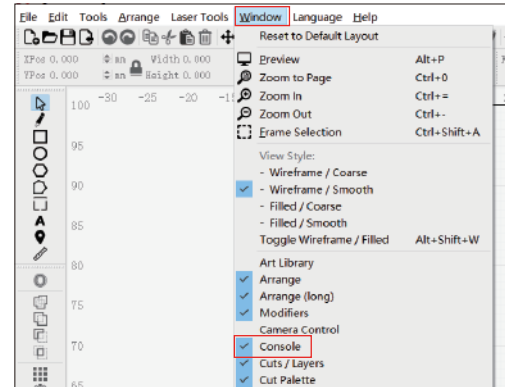 File Edit Tools Arrange Laser Tools Window Language Help
Reset to Default Layout
XPos 0.000 mm Width 0.000
YPos 0.000 mm Height 0.000
Preview Alt+P
Zoom to Page Ctrl+0
Zoom In Ctrl+=
Zoom Out Ctrl+-
Frame Selection Ctrl+Shift+A
View Style:
- Wireframe / Coarse
- Wireframe / Smooth
- Filled / Coarse
- Filled / Smooth
Toggle Wireframe / Filled Alt+Shift+W
Art Library
Arrange
Arrange (long)
Modifiers
Camera Control
Console
Cuts / Layers
Cut Palette
-30 -25 -20
100
95
90
85
80
75
70
65
A